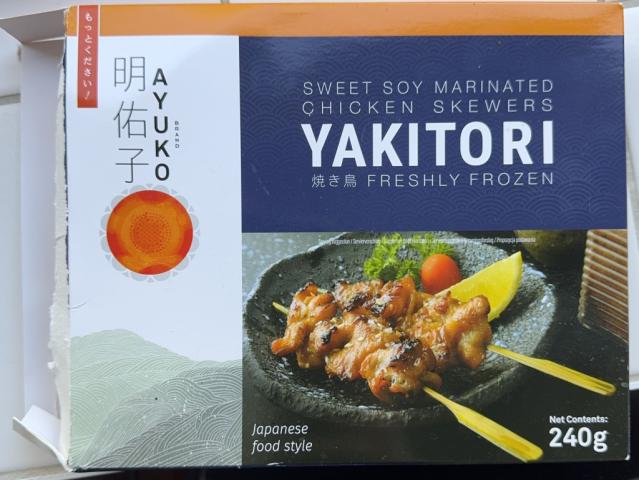 もっとください！
明佑子
AYUKO
BRAND
SWEET SOY MARINATED
CHICKEN SKEWERS
YAKITORI
焼き鳥 FRESHLY FROZEN
Japanese
food style
Net Contents:
240g